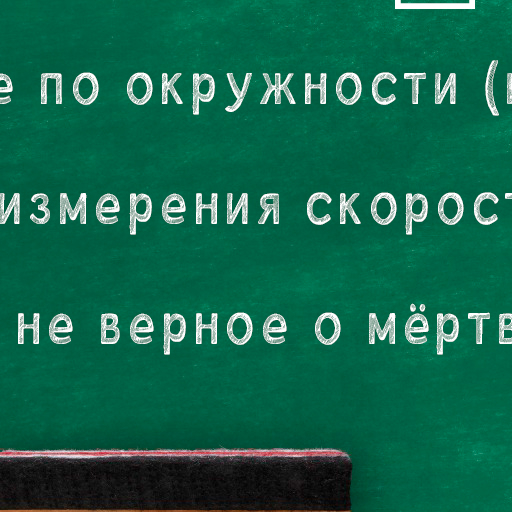 е по окружности (
измерения скорост
не верное о мёртв